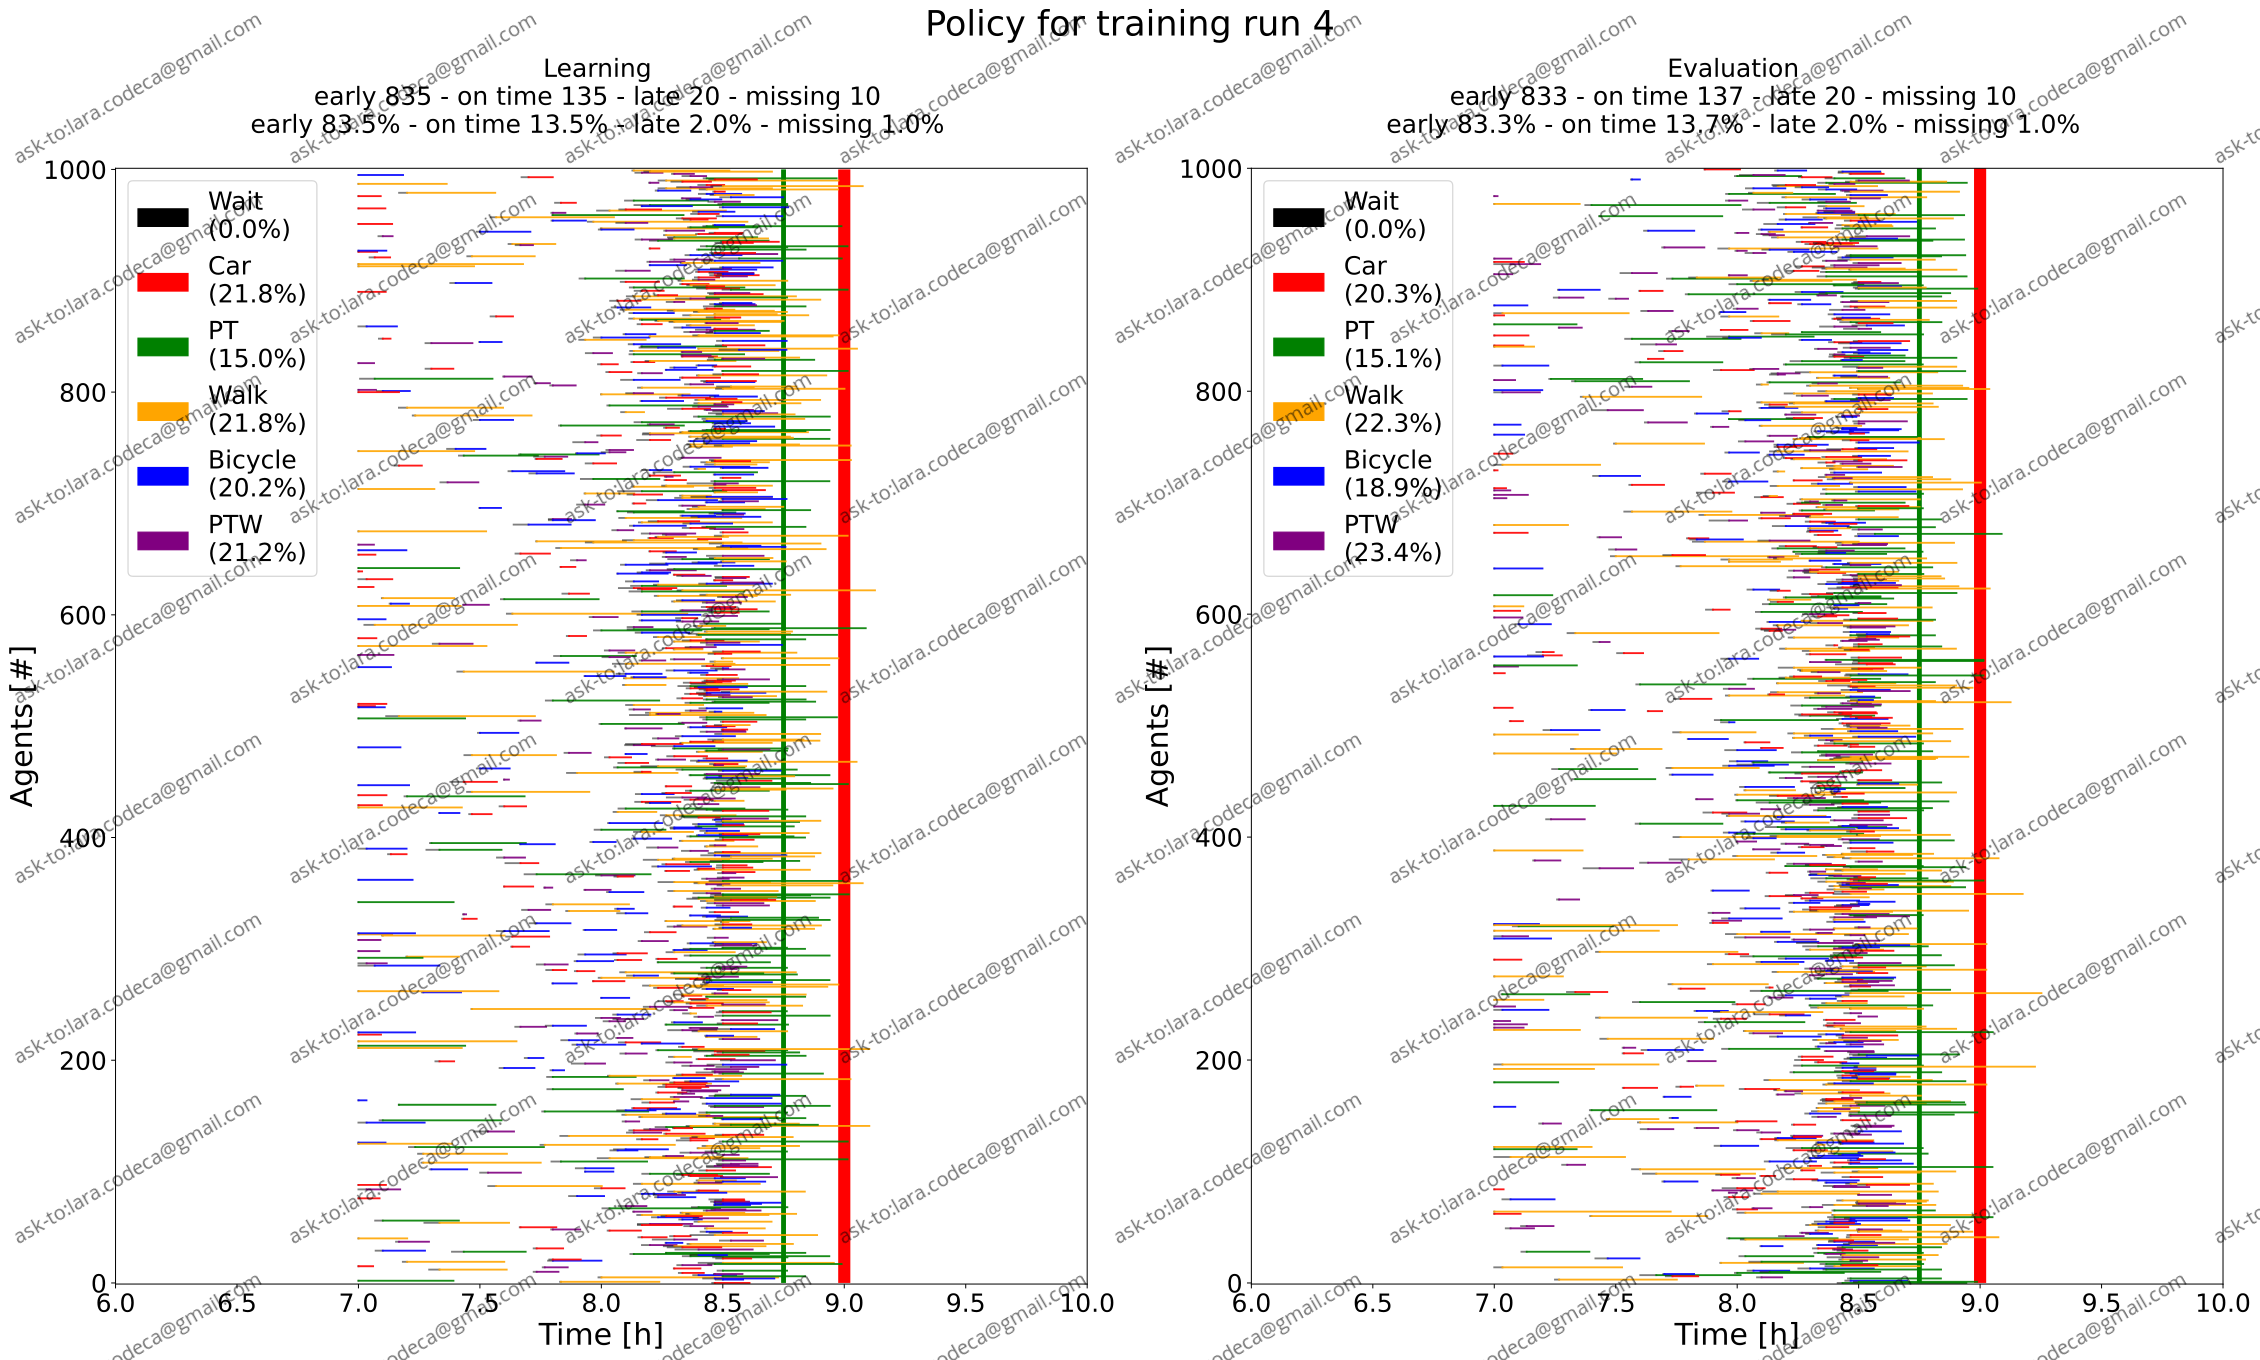 Policy for training run 4
Learning
early 835 - on time 135 - late 20 - missing 10
early 83.5% - on time 13.5% - late 2.0% - missing 1.0%
1000
800
600
400
200
0
Agents [#]
Wait
(0.0%)
Car
(21.8%)
PT
(15.0%)
Walk
(21.8%)
Bicycle
(20.2%)
PTW
(21.2%)
6.0 6.5 7.0 7.5 8.0 8.5 9.0 9.5 10.0
Time [h]
Evaluation
early 833 - on time 137 - late 20 - missing 10
early 83.3% - on time 13.7% - late 2.0% - missing 1.0%
1000
800
600
400
200
0
Agents [#]
Wait
(0.0%)
Car
(20.3%)
PT
(15.1%)
Walk
(22.3%)
Bicycle
(18.9%)
PTW
(23.4%)
6.0 6.5 7.0 7.5 8.0 8.5 9.0 9.5 10.0
Time [h]
ask-to:lara.codeca@gmail.com